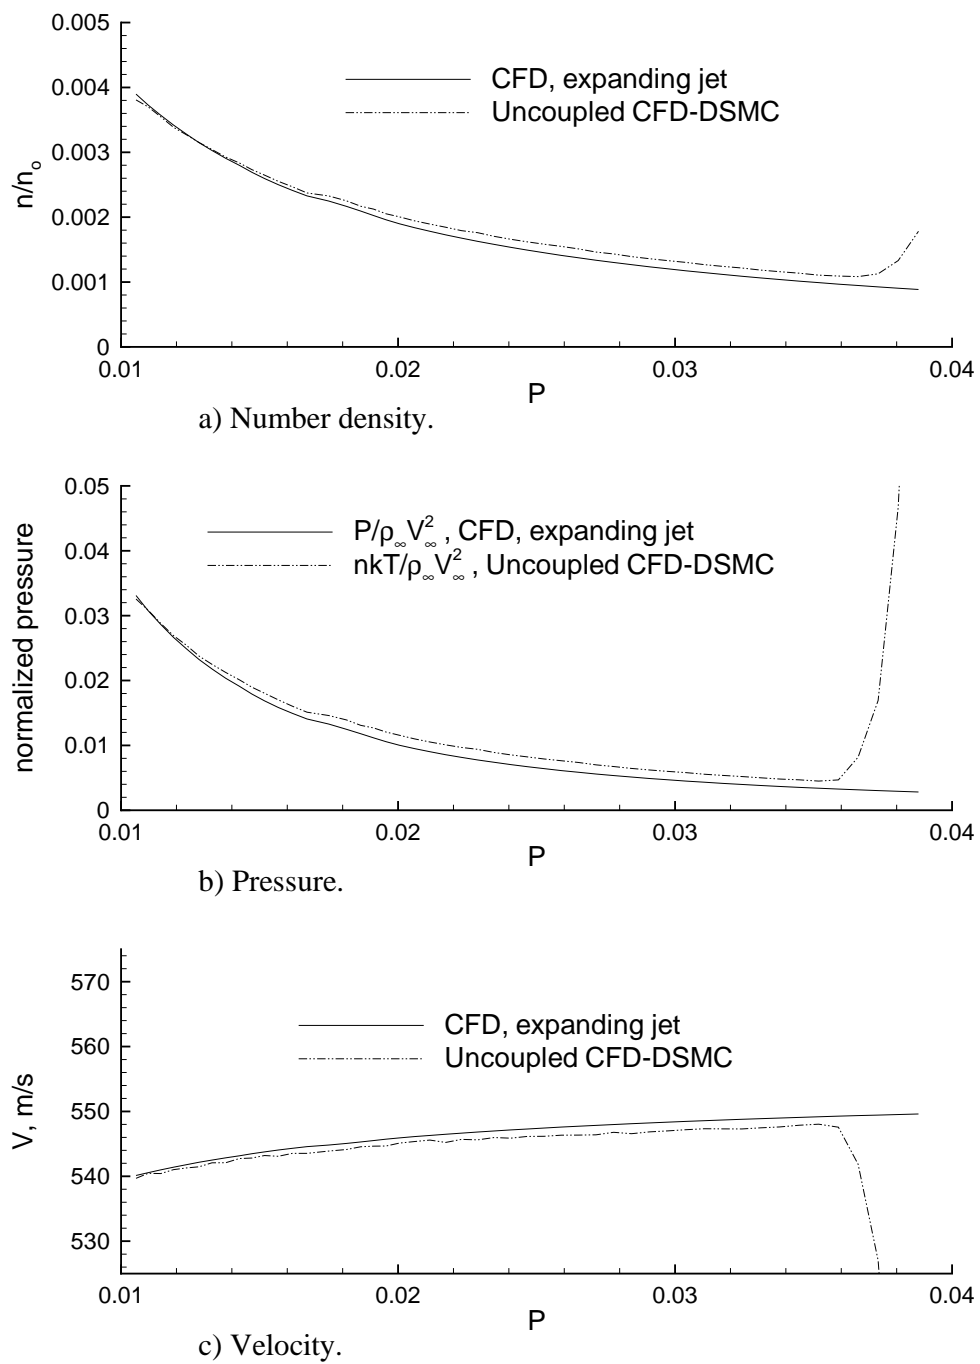 0.005
0.004
0.003
0.002
0.001
0
n/nₒ
CFD, expanding jet
Uncoupled CFD-DSMC
0.01 0.02 0.03 0.04
P
a) Number density.
0.05
0.04
0.03
0.02
0.01
0
normalized pressure
P/ρ∞V²∞ , CFD, expanding jet
nkT/ρ∞V²∞ , Uncoupled CFD-DSMC
0.01 0.02 0.03 0.04
P
b) Pressure.
570
560
550
540
530
V, m/s
CFD, expanding jet
Uncoupled CFD-DSMC
0.01 0.02 0.03 0.04
P
c) Velocity.